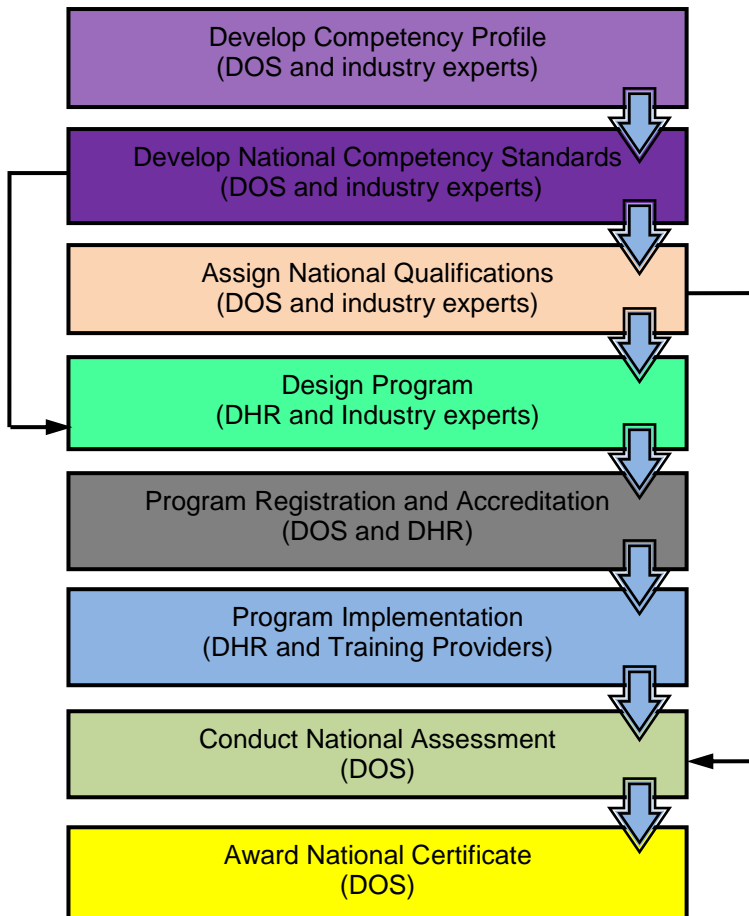 Develop Competency Profile
(DOS and industry experts)
Develop National Competency Standards
(DOS and industry experts)
Assign National Qualifications
(DOS and industry experts)
Design Program
(DHR and Industry experts)
Program Registration and Accreditation
(DOS and DHR)
Program Implementation
(DHR and Training Providers)
Conduct National Assessment
(DOS)
Award National Certificate
(DOS)